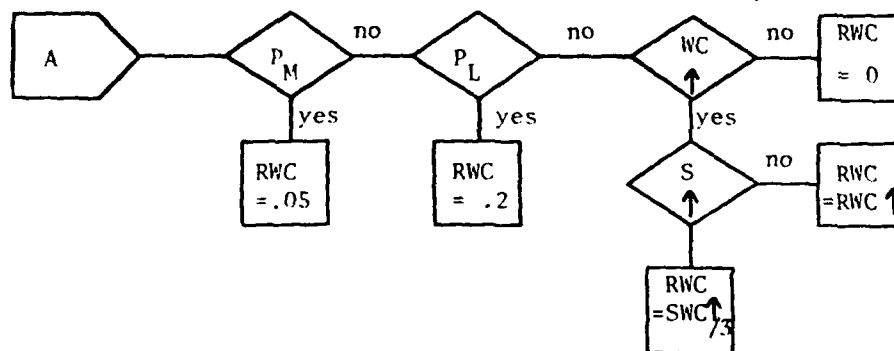 A
P_M
no
P_L
no
WC
↑
no
RWC
= 0
yes
RWC
=.05
yes
RWC
= .2
yes
S
↑
no
RWC
=RWC↑
RWC
=SWC↑/3